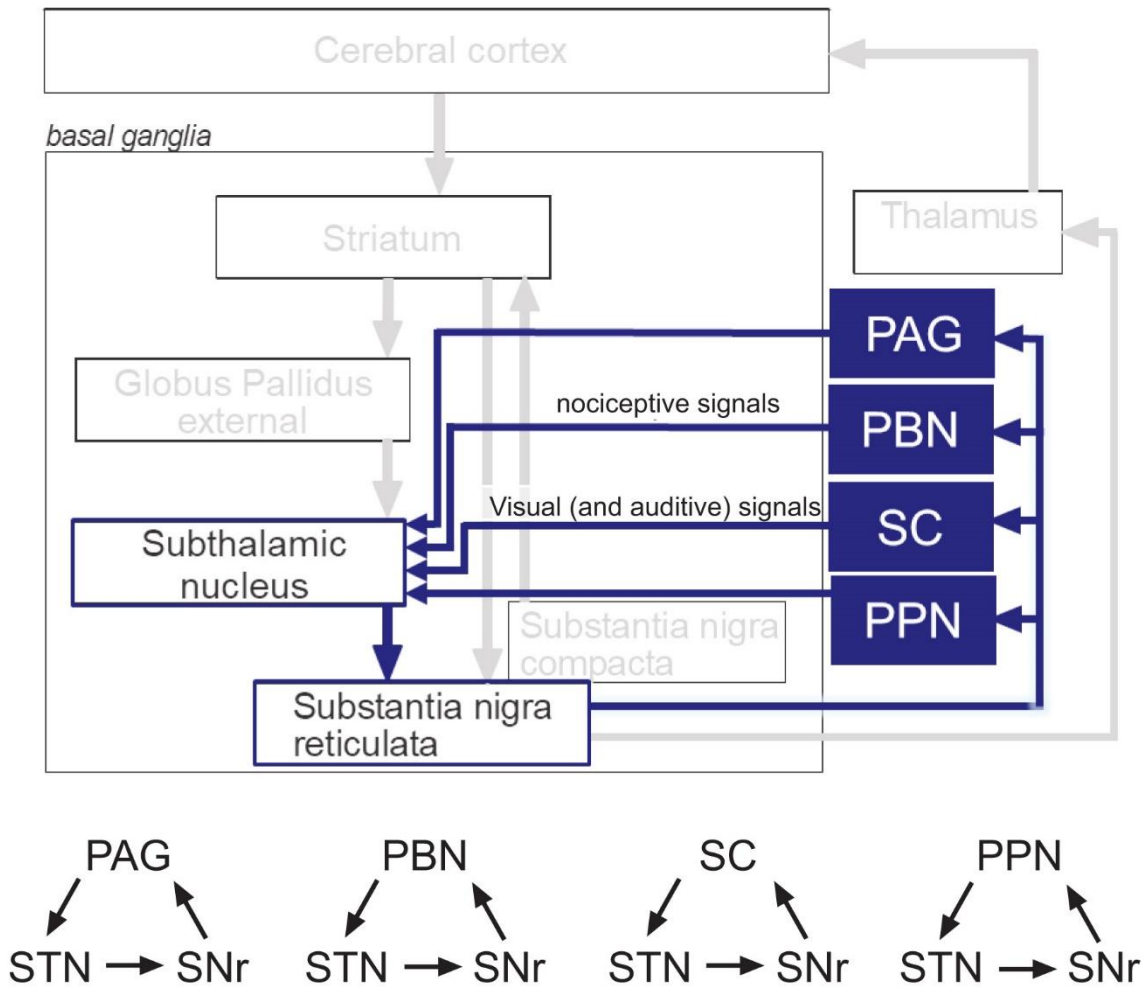 Cerebral cortex
basal ganglia
Striatum
Thalamus
PAG
Globus Pallidus
external
nociceptive signals
PBN
Visual (and auditive) signals
SC
Subthalamic
nucleus
PPN
Substantia nigra
compacta
Substantia nigra
reticulata
PAG PBN SC PPN
STN SNr STN SNr STN SNr STN SNr